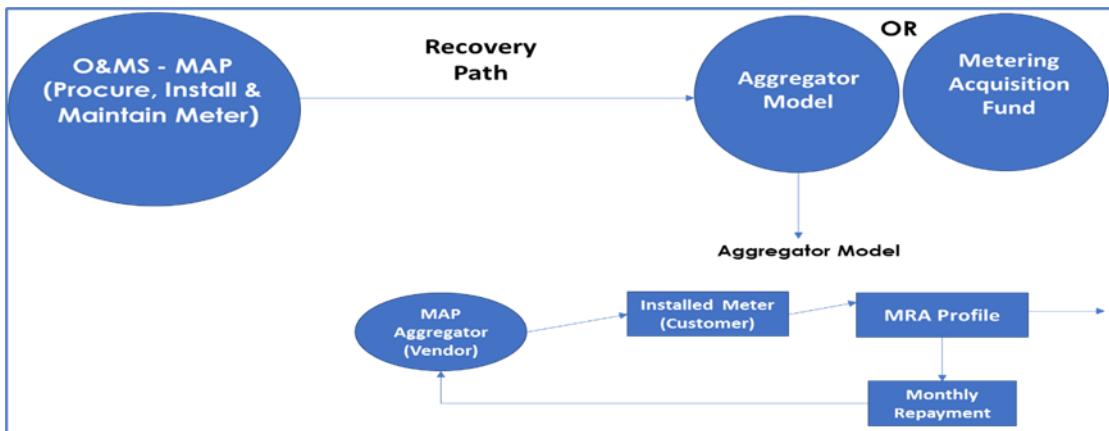 O&MS - MAP
(Procure, Install &
Maintain Meter)
Recovery
Path
Aggregator
Model
OR
Metering
Acquisition
Fund
Aggregator Model
MAP
Aggregator
(Vendor)
Installed Meter
(Customer)
MRA Profile
Monthly
Repayment